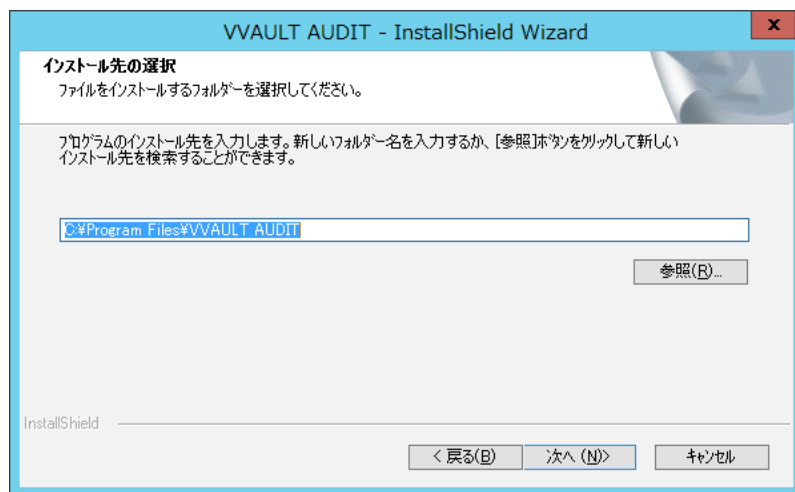 VVAULT AUDIT - InstallShield Wizard
x
インストール先の選択
ファイルをインストールするフォルダーを選択してください。
プログラムのインストール先を入力します。新しいフォルダー名を入力するか、[参照]ボタンをクリックして新しい
インストール先を検索することができます。
C:¥Program Files¥VVAULT AUDIT
参照(R)...
InstallShield
< 戻る(B)
次へ (N)>
キャンセル